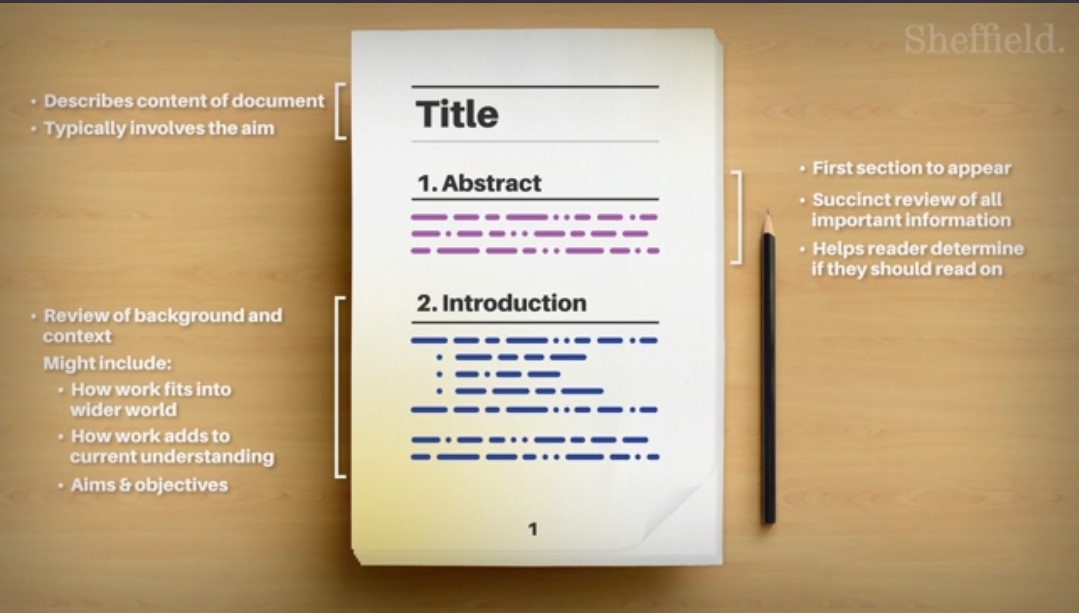 Sheffield.
• Describes content of document
• Typically involves the aim
Title
1. Abstract
• First section to appear
• Succinct review of all
important information
• Helps reader determine
if they should read on
2. Introduction
• Review of background and
context
Might include:
• How work fits into
wider world
• How work adds to
current understanding
• Aims & objectives
1